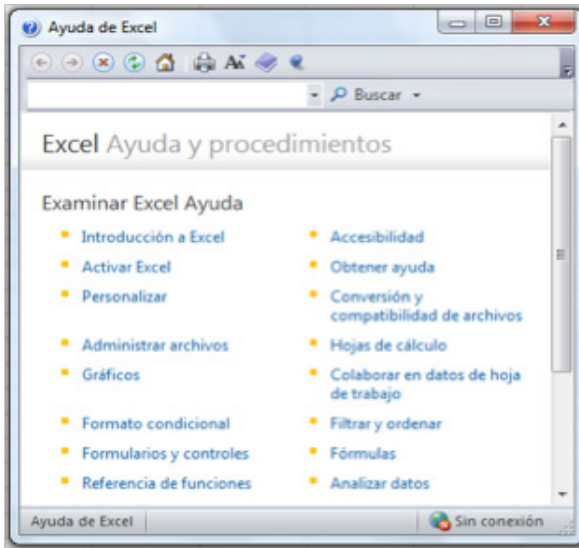 Ayuda de Excel
Buscar
Excel Ayuda y procedimientos
Examinar Excel Ayuda
Introducción a Excel
Activar Excel
Personalizar
Administrar archivos
Gráficos
Formato condicional
Formularios y controles
Referencia de funciones
Accesibilidad
Obtener ayuda
Conversión y
compatibilidad de archivos
Hojas de cálculo
Colaborar en datos de hoja
de trabajo
Filtrar y ordenar
Fórmulas
Analizar datos
Ayuda de Excel
Sin conexión